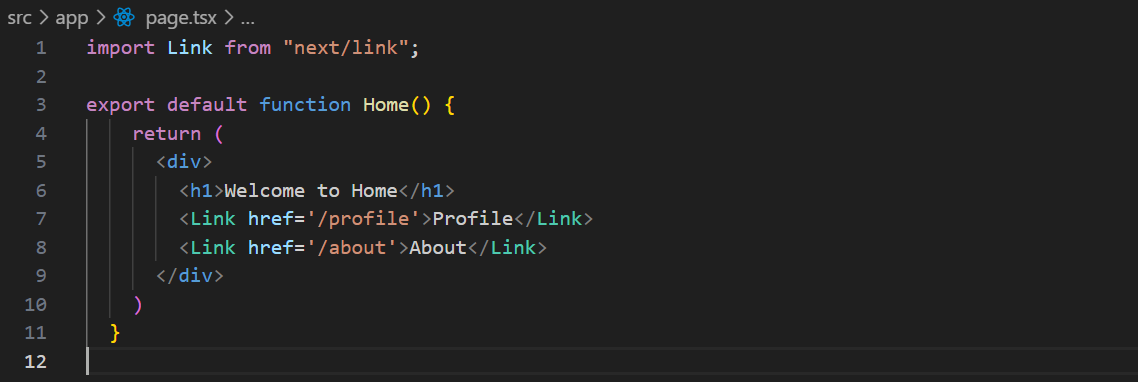 src > app > page.tsx > ...
1 import Link from "next/link";
2
3 export default function Home() {
4     return (
5       <div>
6         <h1>Welcome to Home</h1>
7         <Link href='/profile'>Profile</Link>
8         <Link href='/about'>About</Link>
9       </div>
10     )
11   }
12